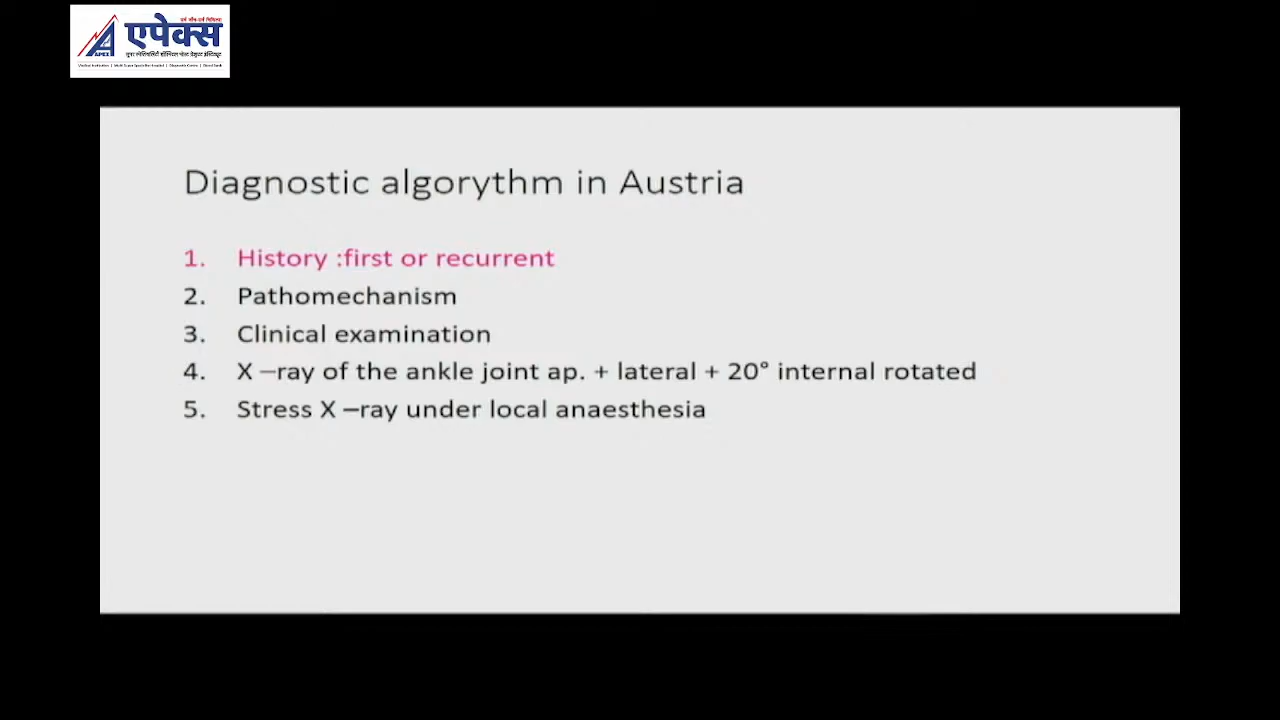 एपेक्स
APEX
Diagnostic algorythm in Austria
1. History :first or recurrent
2. Pathomechanism
3. Clinical examination
4. X –ray of the ankle joint ap. + lateral + 20° internal rotated
5. Stress X –ray under local anaesthesia